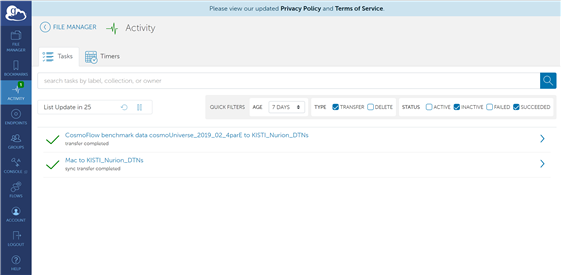 Please view our updated Privacy Policy and Terms of Service.
FILE MANAGER
Activity
FILE MANAGER
BOOKMARKS
ACTIVITY
ENDPOINTS
GROUPS
CONSOLE
FLOWS
ACCOUNT
LOGOUT
HELP
Tasks
Timers
search tasks by label, collection, or owner
List Update in 25
QUICK FILTERS AGE 7 DAYS TYPE TRANSFER DELETE STATUS ACTIVE INACTIVE FAILED SUCCEEDED
CosmoFlow benchmark data cosmoUniverse_2019_02_4parE to KISTI_Nurion_DTNs
transfer completed
Mac to KISTI_Nurion_DTNs
sync transfer completed